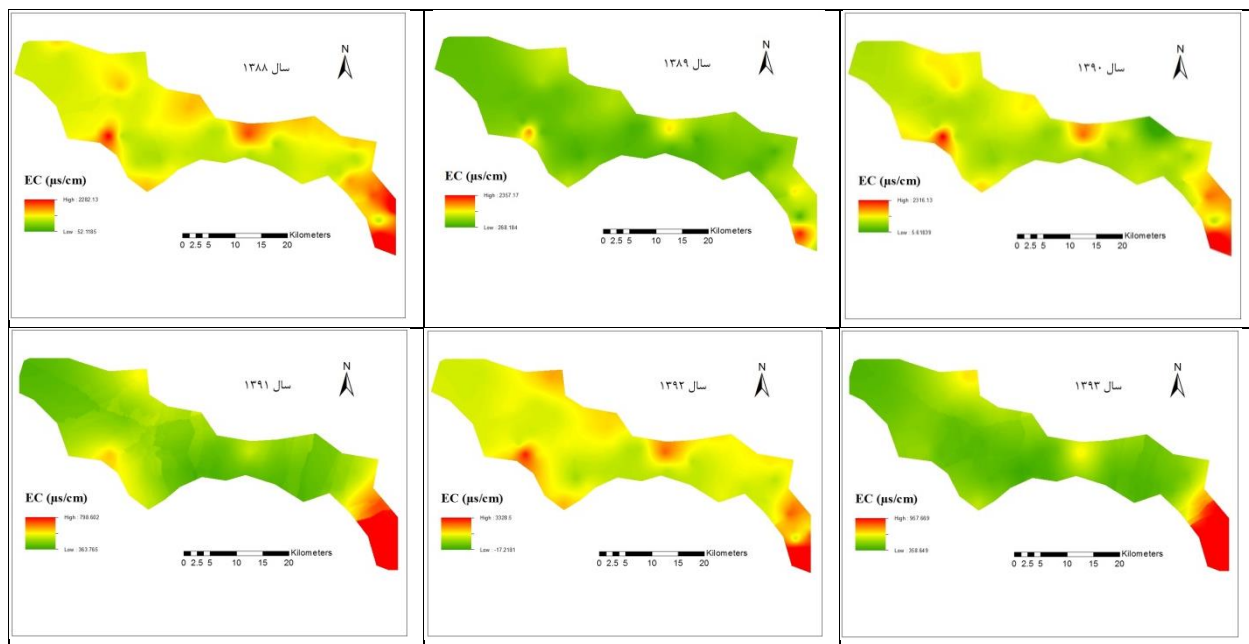 N
سال ۱۳۸۸
EC (µs/cm)
High : 2282.13
Low : 52.1185
Kilometers
0 2.5 5 10 15 20
N
سال ۱۳۸۹
EC (µs/cm)
High : 2357.17
Low : 268.184
Kilometers
0 2.5 5 10 15 20
N
سال ۱۳۹۰
EC (µs/cm)
High : 2316.13
Low : 5.61839
Kilometers
0 2.5 5 10 15 20
N
سال ۱۳۹۱
EC (µs/cm)
High : 798.602
Low : 363.765
Kilometers
0 2.5 5 10 15 20
N
سال ۱۳۹۲
EC (µs/cm)
High : 3328.5
Low : -17.2181
Kilometers
0 2.5 5 10 15 20
N
سال ۱۳۹۳
EC (µs/cm)
High : 957.669
Low : 358.649
Kilometers
0 2.5 5 10 15 20